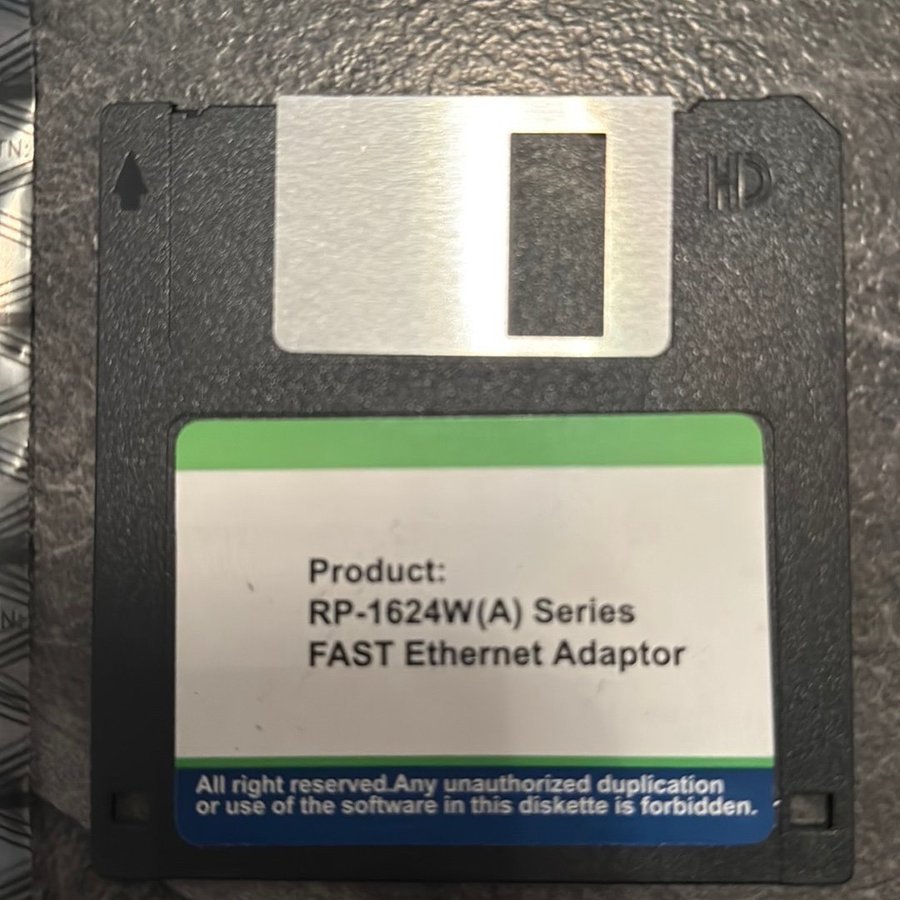 HD
Product:
RP-1624W(A) Series
FAST Ethernet Adaptor
All right reserved.Any unauthorized duplication
or use of the software in this diskette is forbidden.